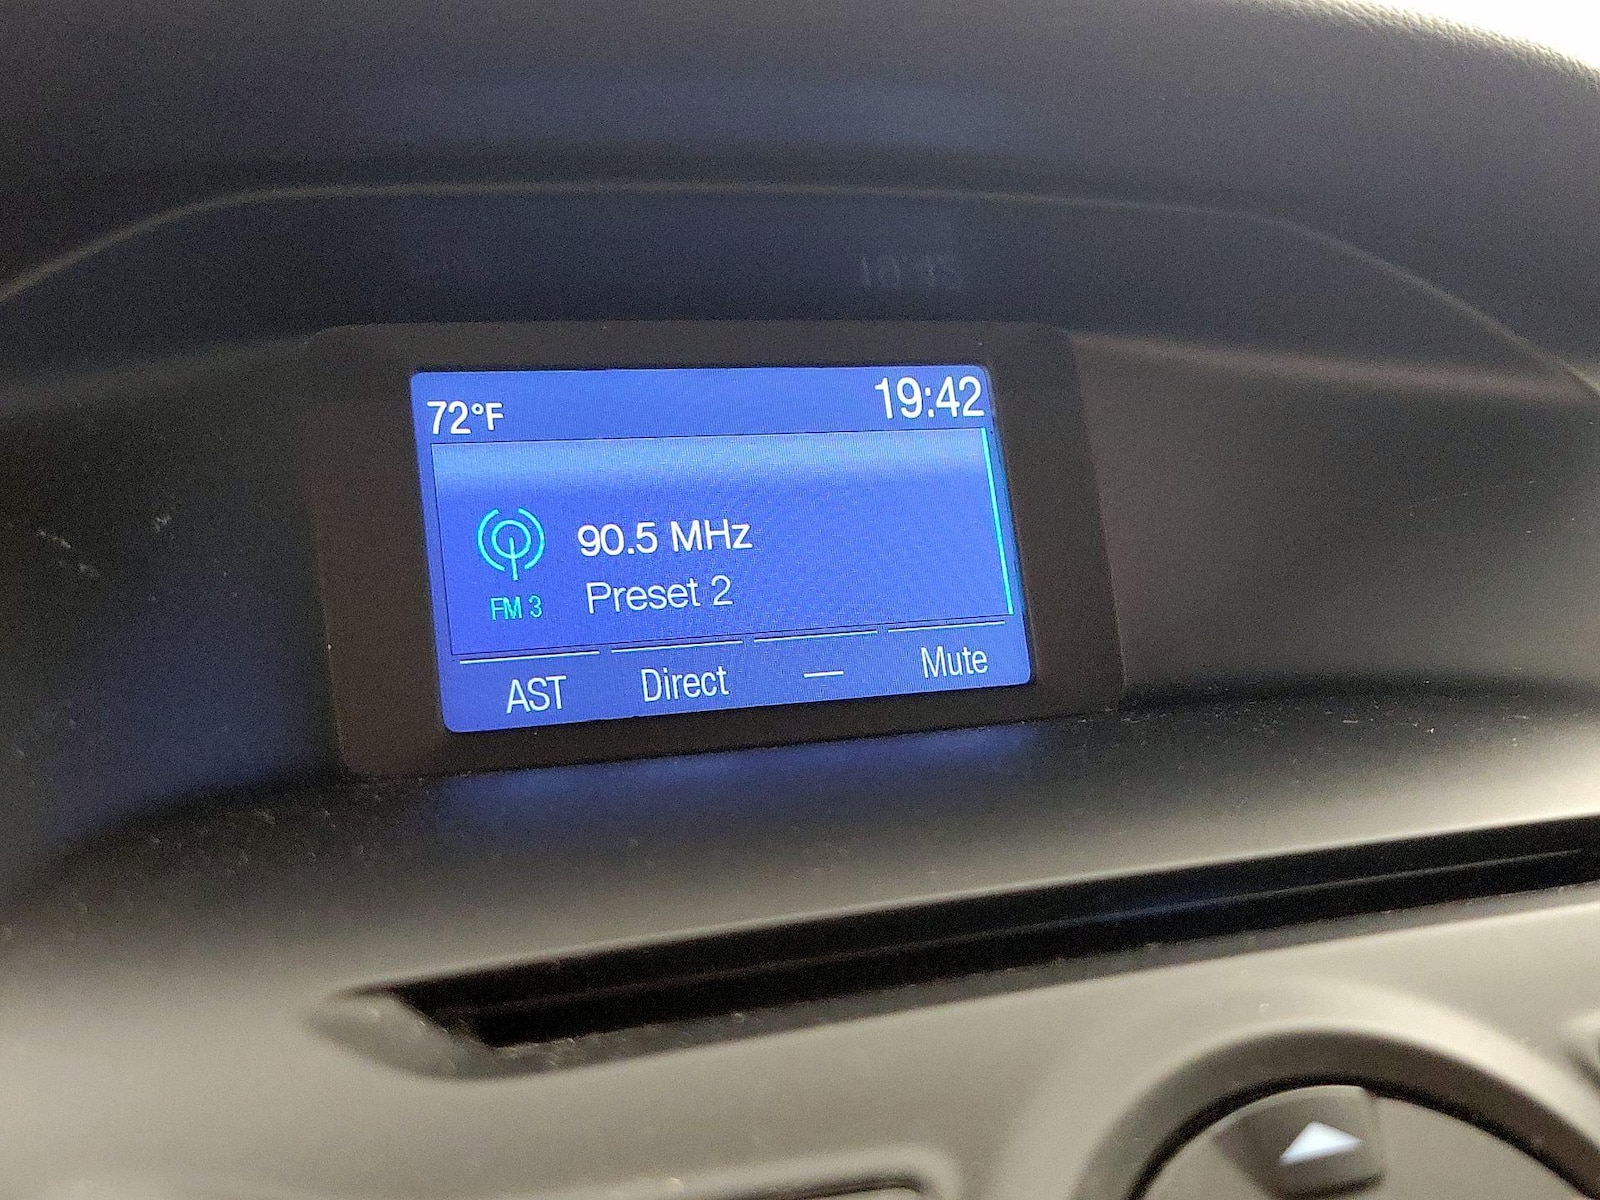 72°F 19:42
90.5 MHz
FM 3 Preset 2
AST Direct — Mute